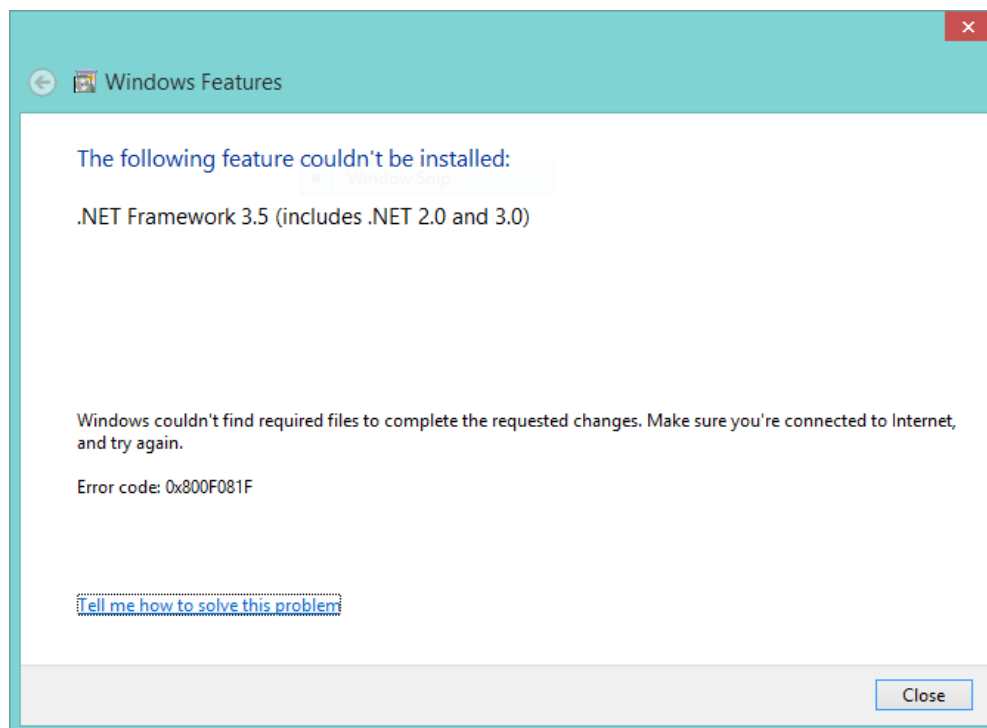 Windows Features
The following feature couldn't be installed:
Window Snip
.NET Framework 3.5 (includes .NET 2.0 and 3.0)
Windows couldn't find required files to complete the requested changes. Make sure you're connected to Internet,
and try again.
Error code: 0x800F081F
Tell me how to solve this problem
Close